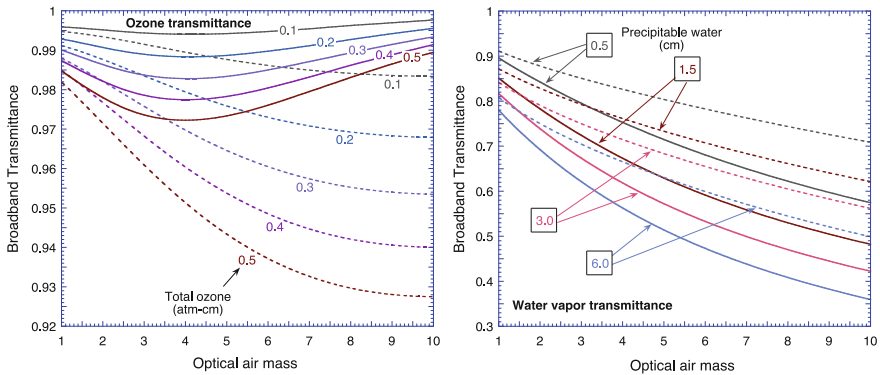 Ozone transmittance
Broadband Transmittance
1
0.99
0.98
0.97
0.96
0.95
0.94
0.93
0.92
0.1
0.2
0.3
0.4
0.5
0.1
0.2
0.3
0.4
0.5
Total ozone
(atm-cm)
1 2 3 4 5 6 7 8 9 10
Optical air mass
Broadband Transmittance
1
0.9
0.8
0.7
0.6
0.5
0.4
0.3
Precipitable water
(cm)
0.5
1.5
3.0
6.0
Water vapor transmittance
1 2 3 4 5 6 7 8 9 10
Optical air mass